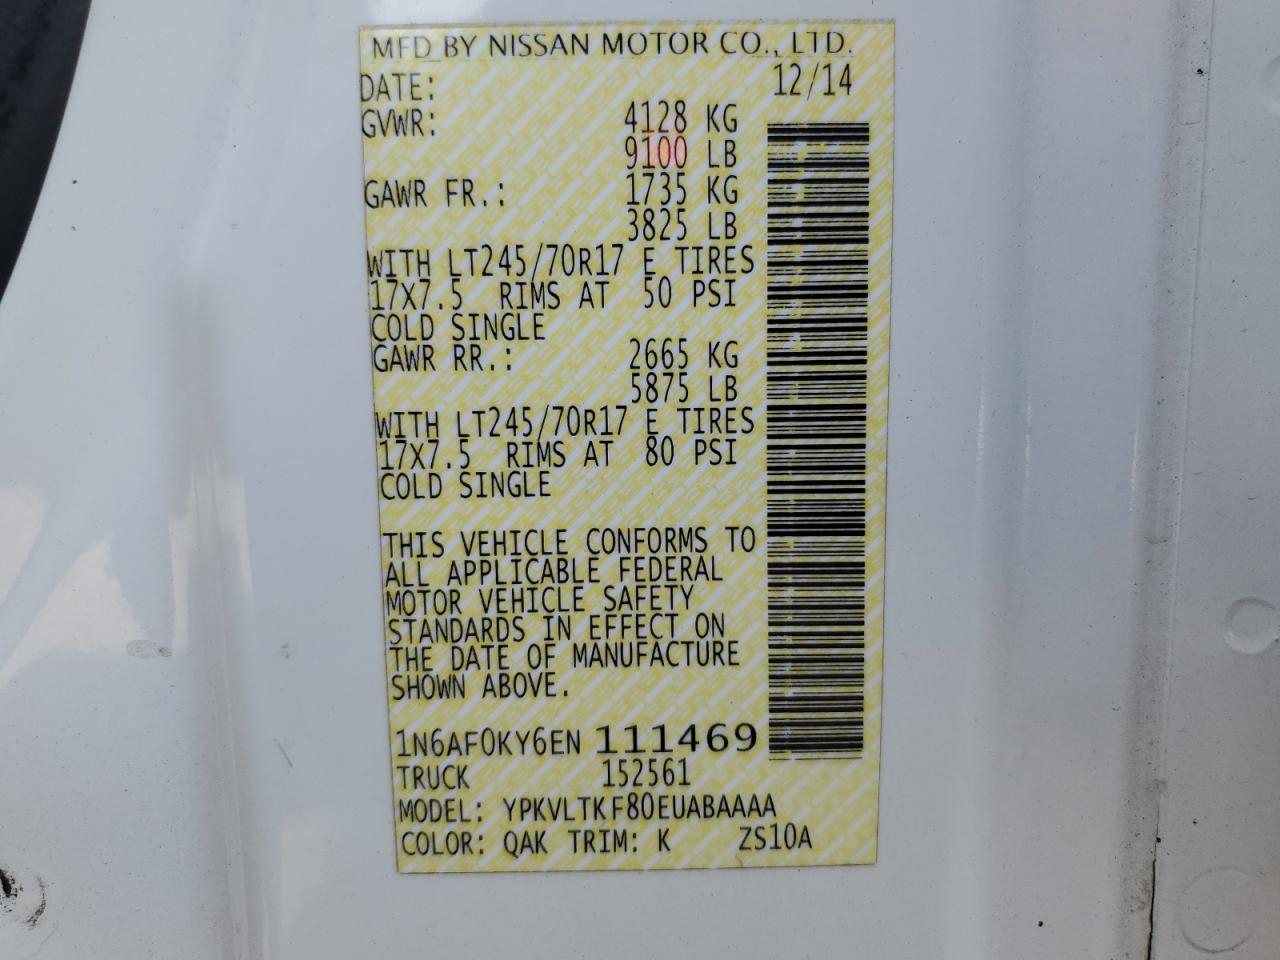 MFD BY NISSAN MOTOR CO., LTD.
DATE: 12/14
GVWR: 4128 KG
9100 LB
GAWR FR.: 1735 KG
3825 LB
WITH LT245/70R17 E TIRES
17X7.5 RIMS AT 50 PSI
COLD SINGLE
GAWR RR.: 2665 KG
5875 LB
WITH LT245/70R17 E TIRES
17X7.5 RIMS AT 80 PSI
COLD SINGLE
THIS VEHICLE CONFORMS TO
ALL APPLICABLE FEDERAL
MOTOR VEHICLE SAFETY
STANDARDS IN EFFECT ON
THE DATE OF MANUFACTURE
SHOWN ABOVE.
1N6AF0KY6EN 111469
TRUCK 152561
MODEL: YPKVLTKF80EUABAAAA
COLOR: QAK TRIM: K ZS10A